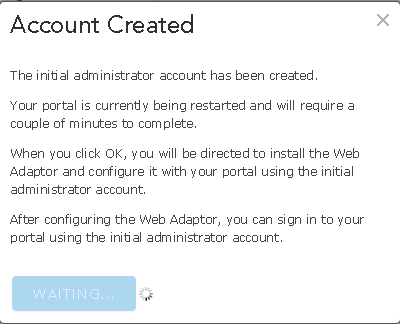 Account Created
The initial administrator account has been created.
Your portal is currently being restarted and will require a
couple of minutes to complete.
When you click OK, you will be directed to install the Web
Adaptor and configure it with your portal using the initial
administrator account.
After configuring the Web Adaptor, you can sign in to your
portal using the initial administrator account.
WAITING...